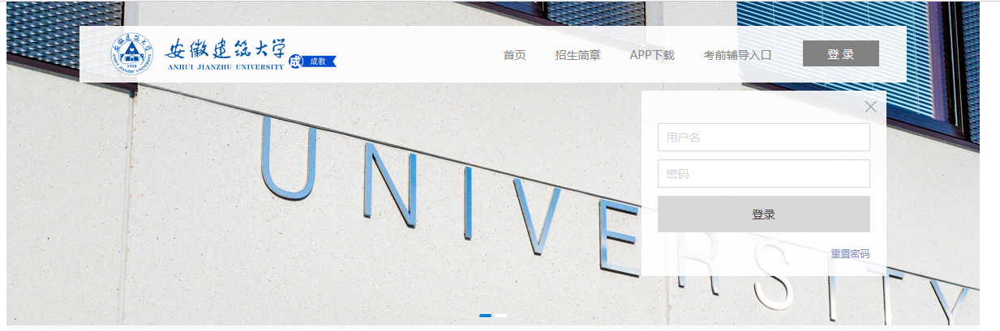 安徽建筑大学
ANHUI JIANZHU UNIVERSITY
1958
成 成教
首页 招生简章 APP下载 考前辅导入口 登 录
用户名
密码
登录
重置密码
UNIVERSITY